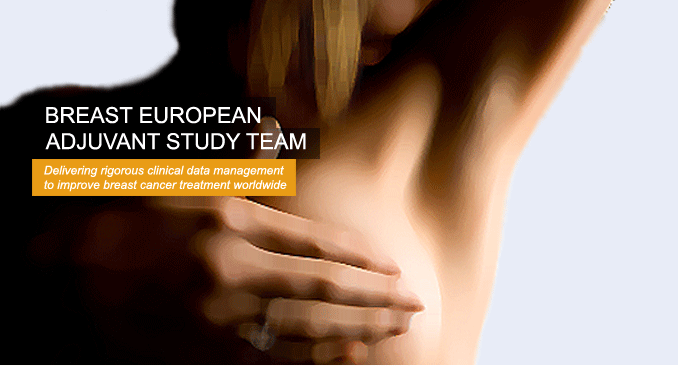 BREAST EUROPEAN
ADJUVANT STUDY TEAM
Delivering rigorous clinical data management
to improve breast cancer treatment worldwide